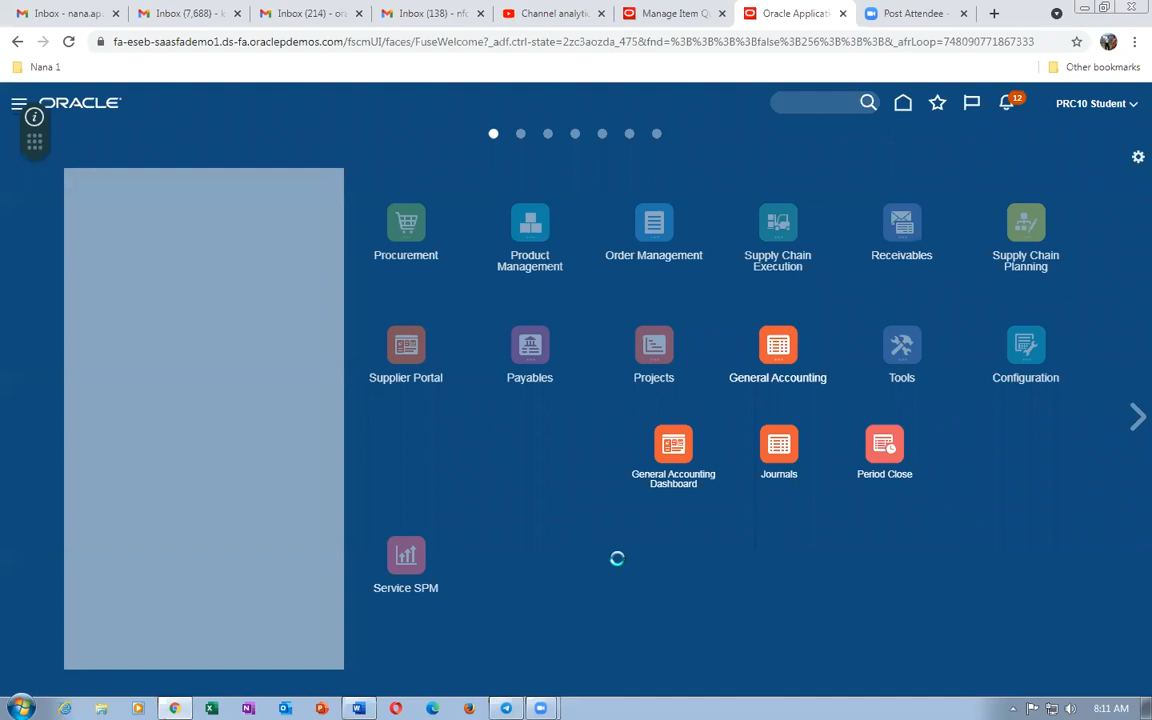 Inbox - nana.ap
Inbox (7,688) - k
Inbox (214) - or
Inbox (138) - nfc
Channel analytic
Manage Item Qu
Oracle Applicati
Post Attendee -
fa-eseb-saasfademo1.ds-fa.oraclepdemos.com/fscmUI/faces/FuseWelcome?_adf.ctrl-state=2zc3aozda_475&fnd=%3B%3B%3B%3Bfalse%3B256%3B%3B%3B&_afrLoop=748090771867333
Nana 1
Other bookmarks
ORACLE
12
PRC10 Student
Procurement
Product
Management
Order Management
Supply Chain
Execution
Receivables
Supply Chain
Planning
Supplier Portal
Payables
Projects
General Accounting
Tools
Configuration
General Accounting
Dashboard
Journals
Period Close
Service SPM
8:11 AM